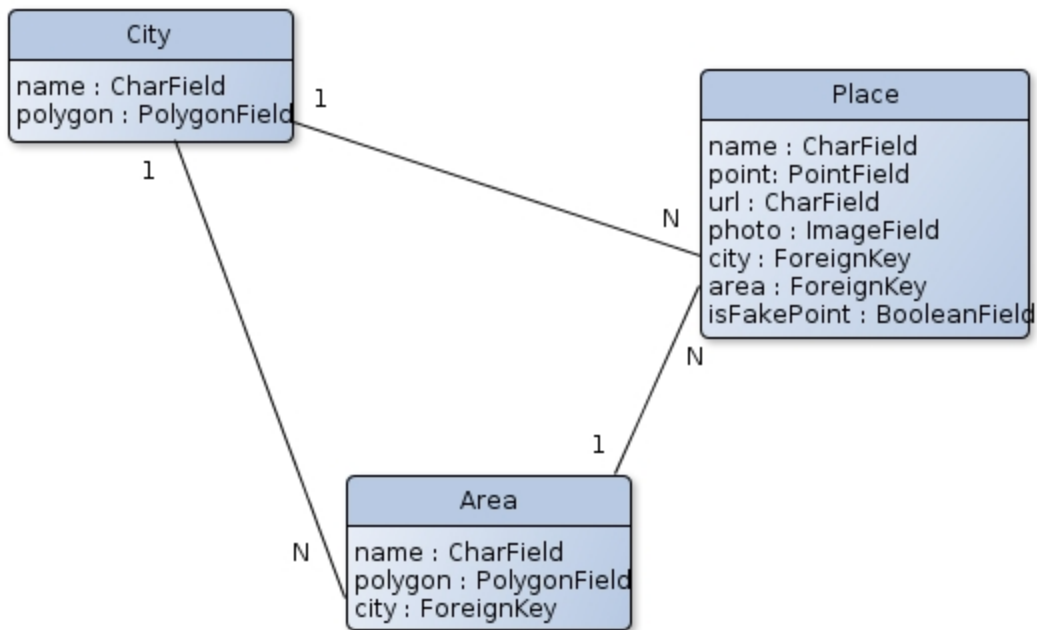 City
name : CharField
polygon : PolygonField
1
1
Place
name : CharField
point: PointField
url : CharField
photo : ImageField
city : ForeignKey
area : ForeignKey
isFakePoint : BooleanField
N
N
1
N
Area
name : CharField
polygon : PolygonField
city : ForeignKey